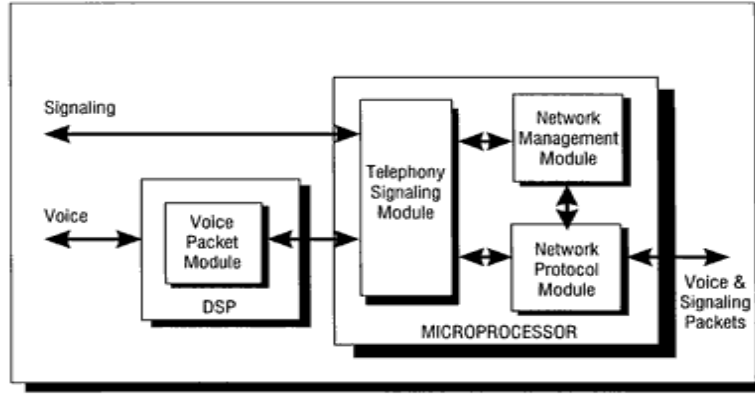 Signaling
Voice
Voice
Packet
Module
DSP
Telephony
Signaling
Module
Network
Management
Module
Network
Protocol
Module
MICROPROCESSOR
Voice &
Signaling
Packets